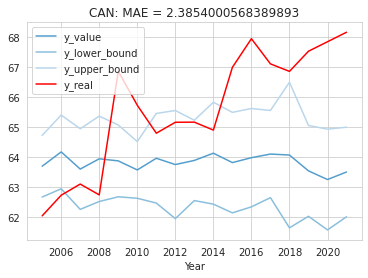 CAN: MAE = 2.3854000568389893
y_value
y_lower_bound
y_upper_bound
y_real
68
67
66
65
64
63
62
2006 2008 2010 2012 2014 2016 2018 2020
Year